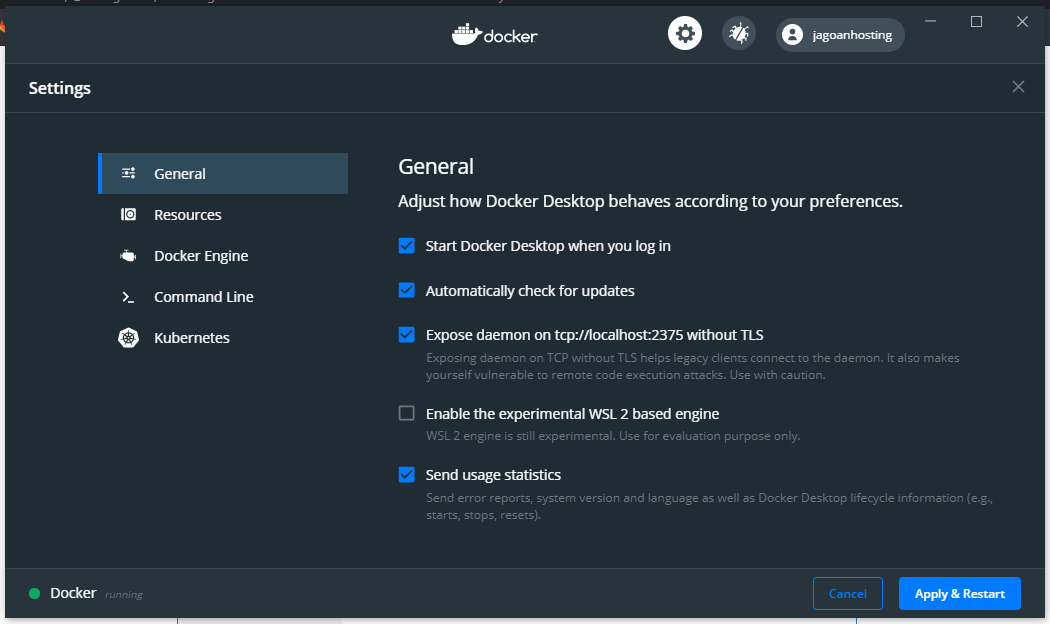 docker
jagoanhosting
Settings
General
Resources
Docker Engine
Command Line
Kubernetes
General
Adjust how Docker Desktop behaves according to your preferences.
Start Docker Desktop when you log in
Automatically check for updates
Expose daemon on tcp://localhost:2375 without TLS
Exposing daemon on TCP without TLS helps legacy clients connect to the daemon. It also makes
yourself vulnerable to remote code execution attacks. Use with caution.
Enable the experimental WSL 2 based engine
WSL 2 engine is still experimental. Use for evaluation purpose only.
Send usage statistics
Send error reports, system version and language as well as Docker Desktop lifecycle information (e.g.,
starts, stops, resets).
Docker running
Cancel
Apply & Restart